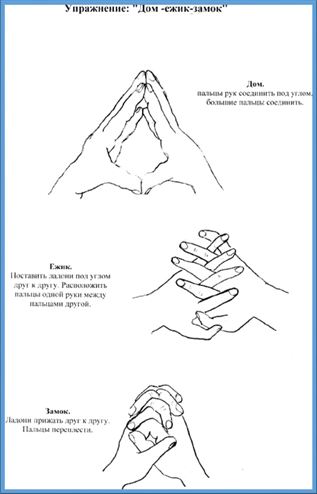 Упражнение: "Дом -ежик-замок"
Дом.
пальцы рук соединить под углом,
большие пальцы соединить.
Ежик.
Поставить ладони под углом
друг к другу. Расположить
пальцы одной руки между
пальцами другой.
Замок.
Ладони прижать друг к другу.
Пальцы переплести.